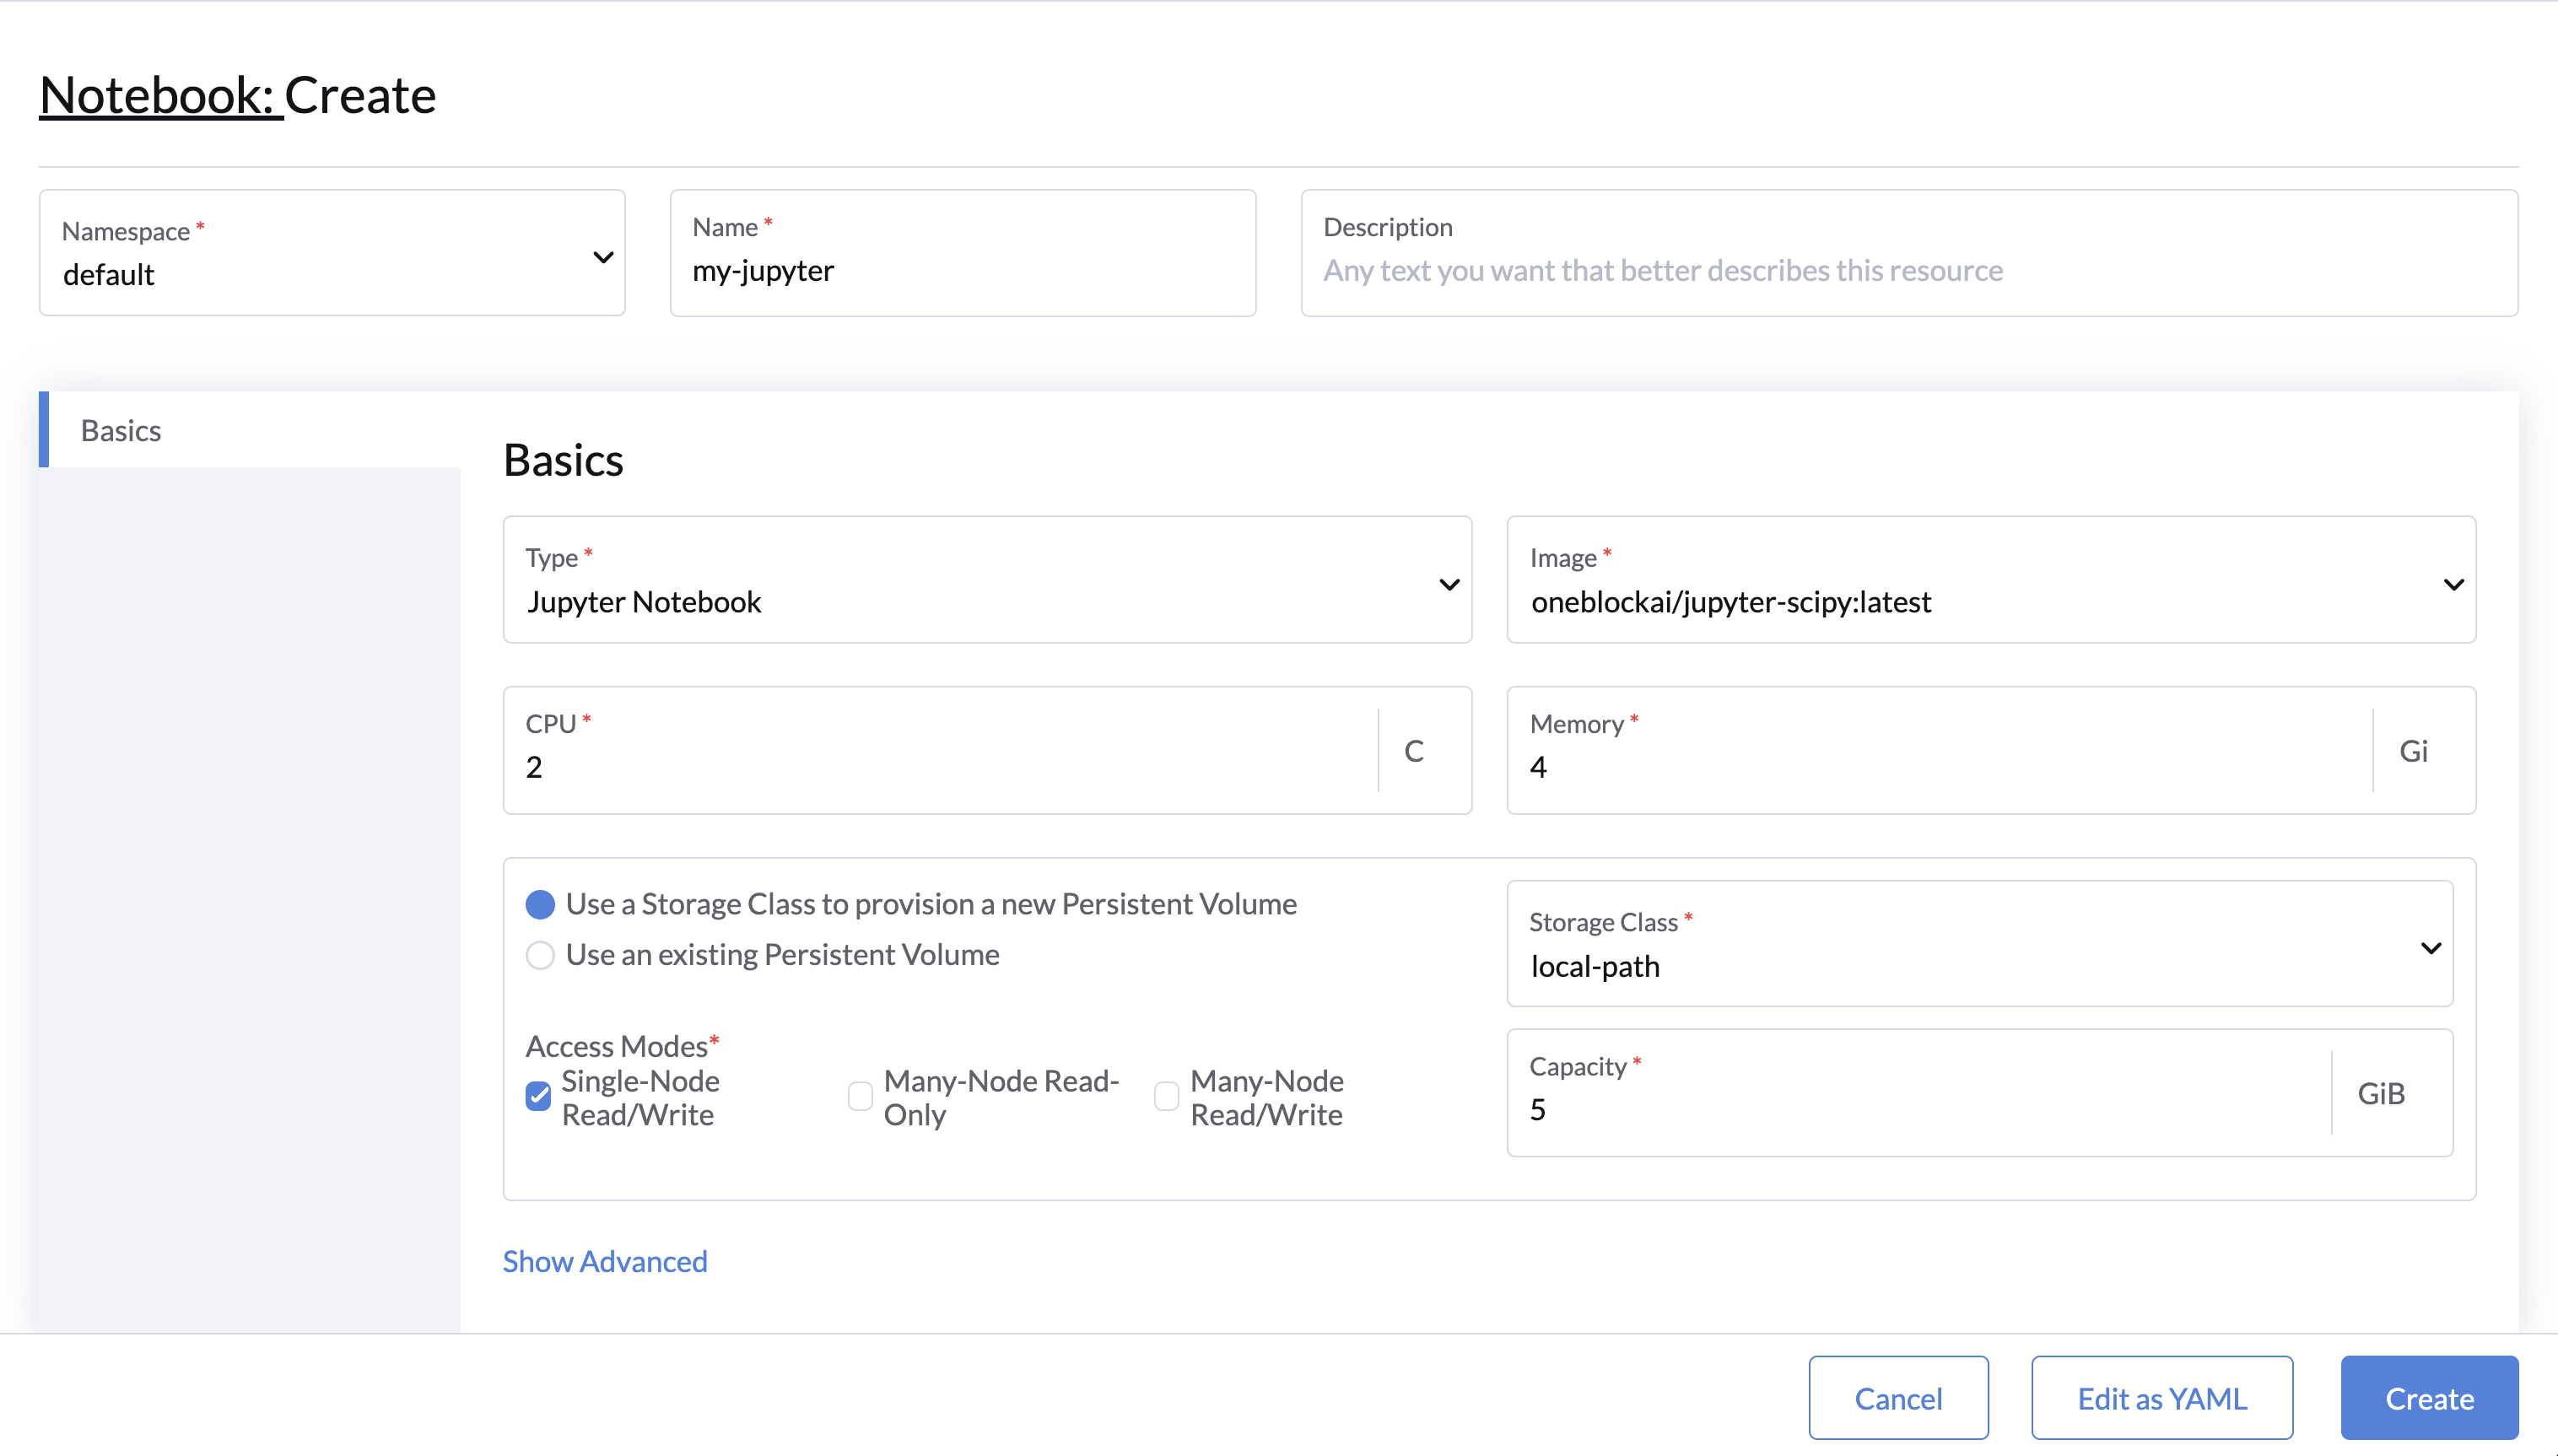 Notebook: Create
Namespace *
default
Name *
my-jupyter
Description
Any text you want that better describes this resource
Basics
Basics
Type *
Jupyter Notebook
Image *
oneblockai/jupyter-scipy:latest
CPU *
2
C
Memory *
4
Gi
Use a Storage Class to provision a new Persistent Volume
Use an existing Persistent Volume
Storage Class *
local-path
Access Modes*
Single-Node
Read/Write
Many-Node Read-
Only
Many-Node
Read/Write
Capacity *
5
GiB
Show Advanced
Cancel
Edit as YAML
Create